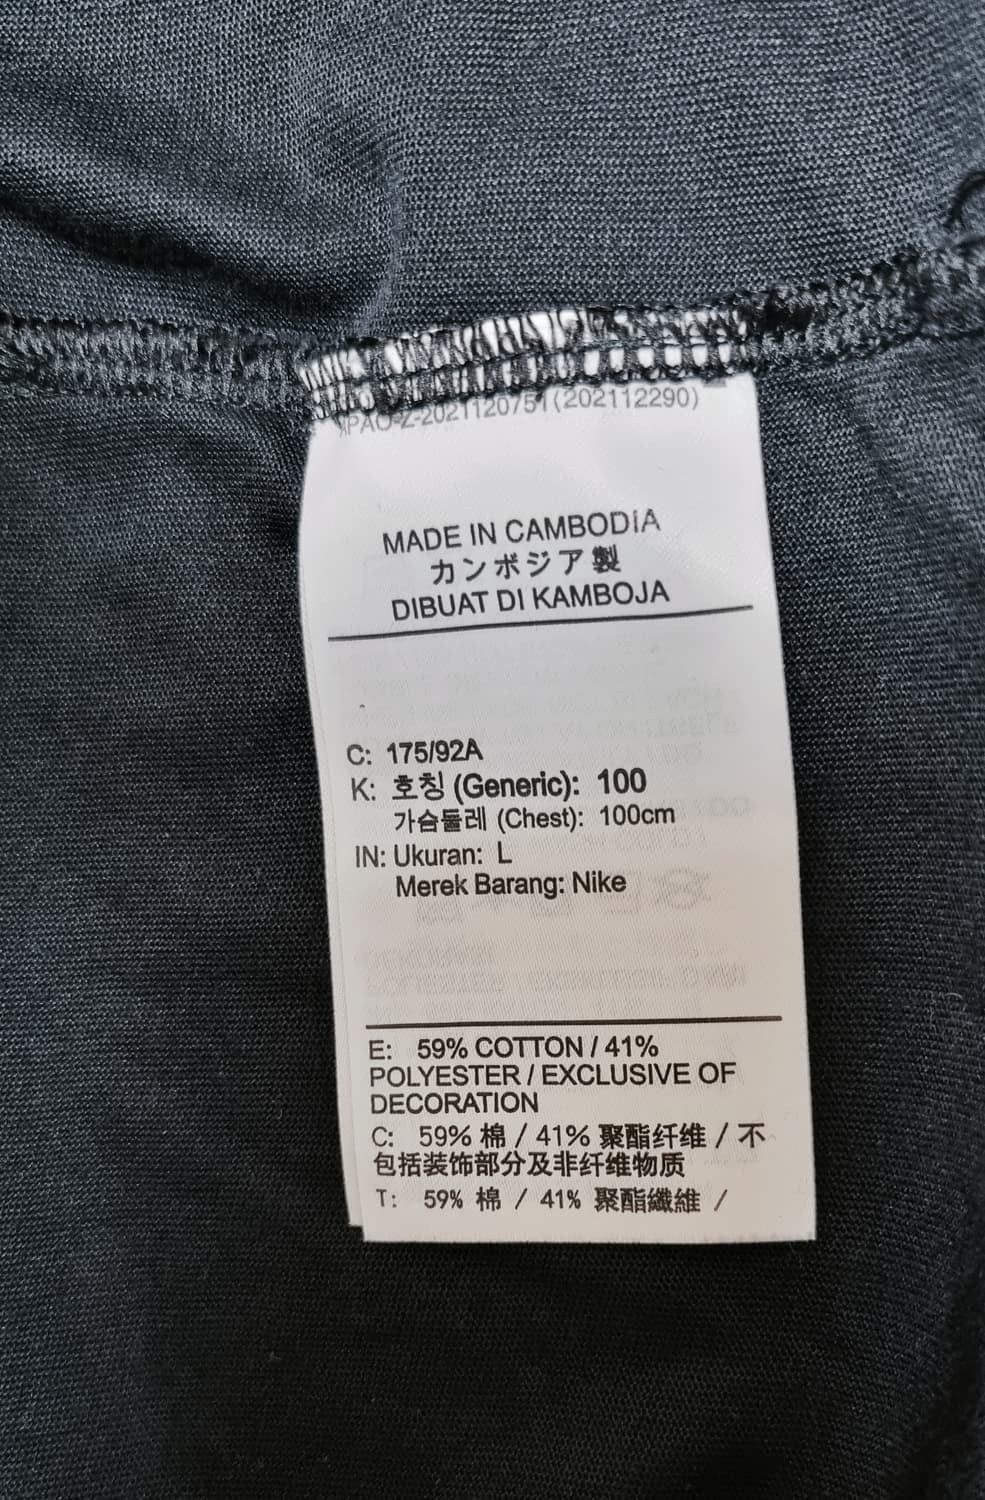 PAO-Z-2021120751(202112290)
MADE IN CAMBODIA
カンボジア製
DIBUAT DI KAMBOJA
C: 175/92A
K: 호칭 (Generic): 100
가슴둘레 (Chest): 100cm
IN: Ukuran: L
Merek Barang: Nike
E: 59% COTTON / 41%
POLYESTER / EXCLUSIVE OF
DECORATION
C: 59% 棉 / 41% 聚酯纤维 / 不
包括装饰部分及非纤维物质
T: 59% 棉 / 41% 聚酯纖維 /